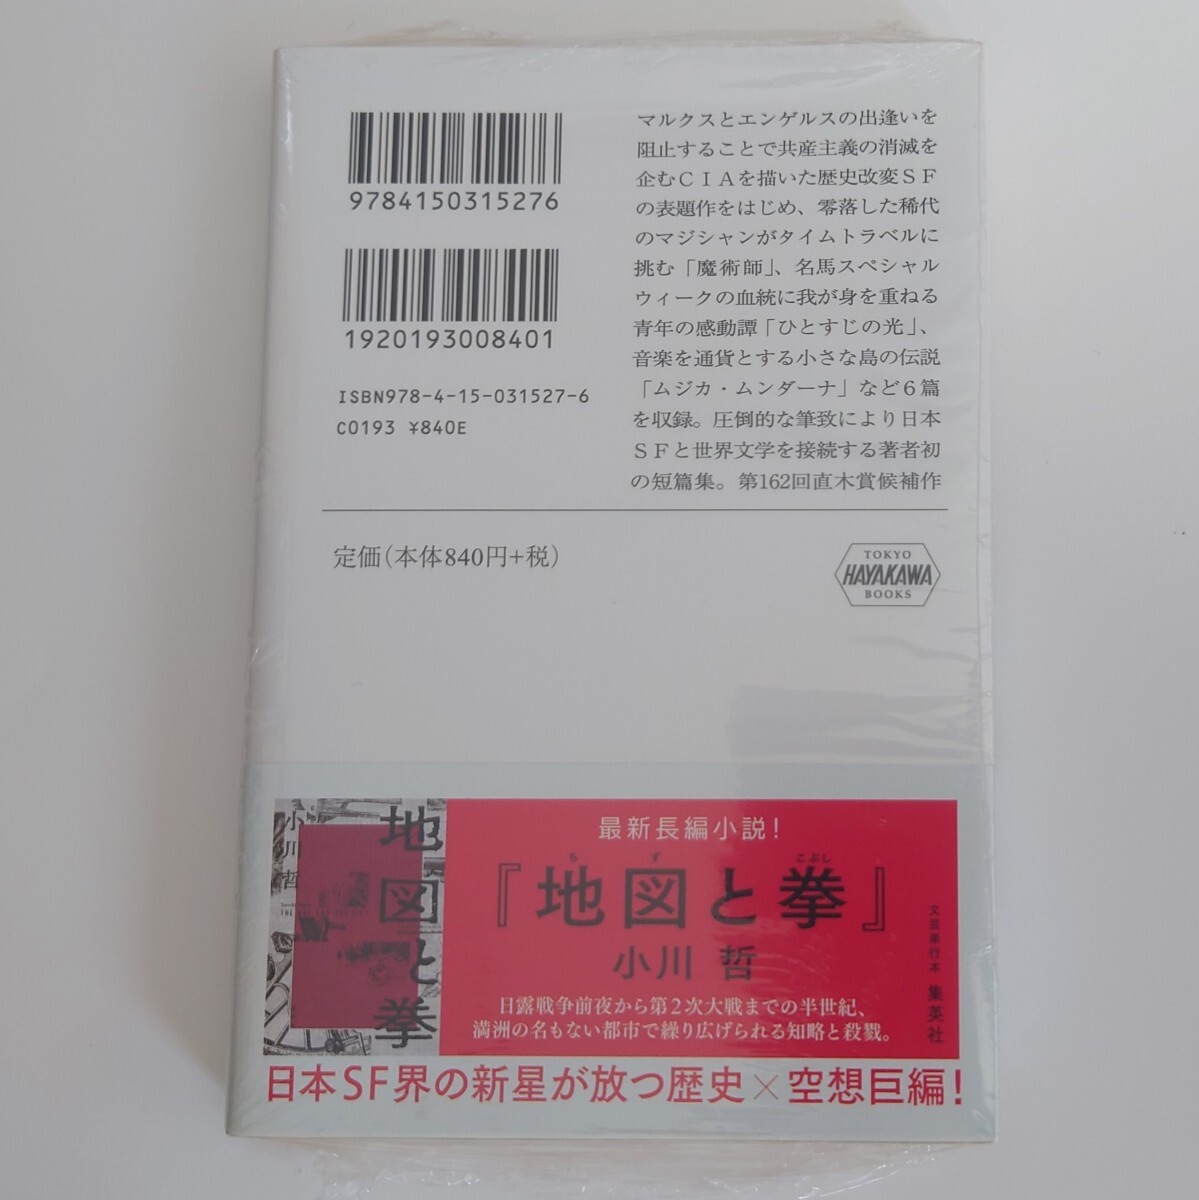 9784150315276
1920193008401
ISBN978-4-15-031527-6
C0193 ¥840E
マルクスとエンゲルスの出逢いを
阻止することで共産主義の消滅を
企むCIAを描いた歴史改変SF
の表題作をはじめ、零落した稀代
のマジシャンがタイムトラベルに
挑む「魔術師」、名馬スペシャル
ウィークの血統に我が身を重ねる
青年の感動譚「ひとすじの光」、
音楽を通貨とする小さな島の伝説
「ムジカ・ムンダーナ」など6篇
を収録。圧倒的な筆致により日本
SFと世界文学を接続する著者初
の短篇集。第162回直木賞候補作
定価(本体840円+税)
TOKYO
HAYAKAWA
BOOKS
地図と拳
小川哲
最新長編小説!
ちず こぶし
『地図と拳』
小川 哲
日露戦争前夜から第2次大戦までの半世紀、
満洲の名もない都市で繰り広げられる知略と殺戮。
文芸単行本 集英社
日本SF界の新星が放つ歴史×空想巨編!